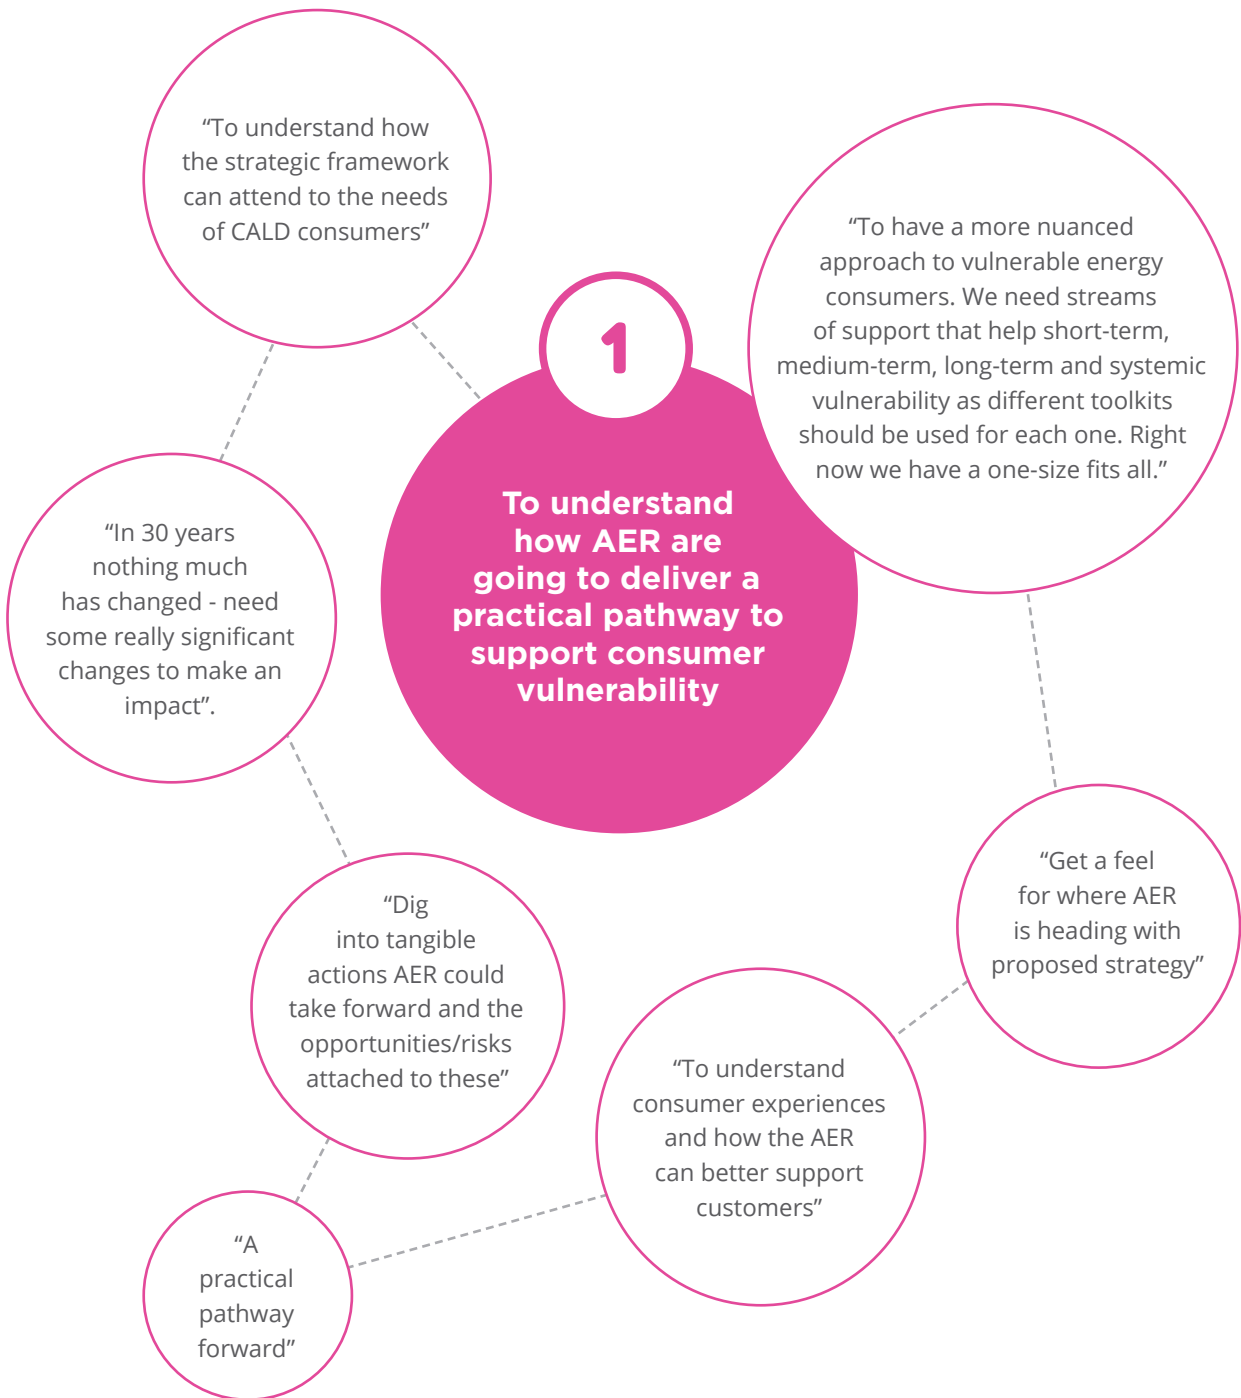 “To understand how
the strategic framework
can attend to the needs
of CALD consumers”
“To have a more nuanced
approach to vulnerable energy
consumers. We need streams
of support that help short-term,
medium-term, long-term and systemic
vulnerability as different toolkits
should be used for each one. Right
now we have a one-size fits all.”
1
To understand
how AER are
going to deliver a
practical pathway to
support consumer
vulnerability
“In 30 years
nothing much
has changed - need
some really significant
changes to make an
impact”.
“Dig
into tangible
actions AER could
take forward and the
opportunities/risks
attached to these”
“Get a feel
for where AER
is heading with
proposed strategy”
“To understand
consumer experiences
and how the AER
can better support
customers”
“A
practical
pathway
forward”